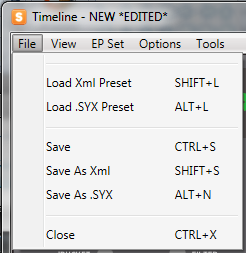 S Timeline - NEW *EDITED*
File View EP Set Options Tools
Load Xml Preset SHIFT+L
Load .SYX Preset ALT+L
Save CTRL+S
Save As Xml SHIFT+S
Save As .SYX ALT+N
Close CTRL+X